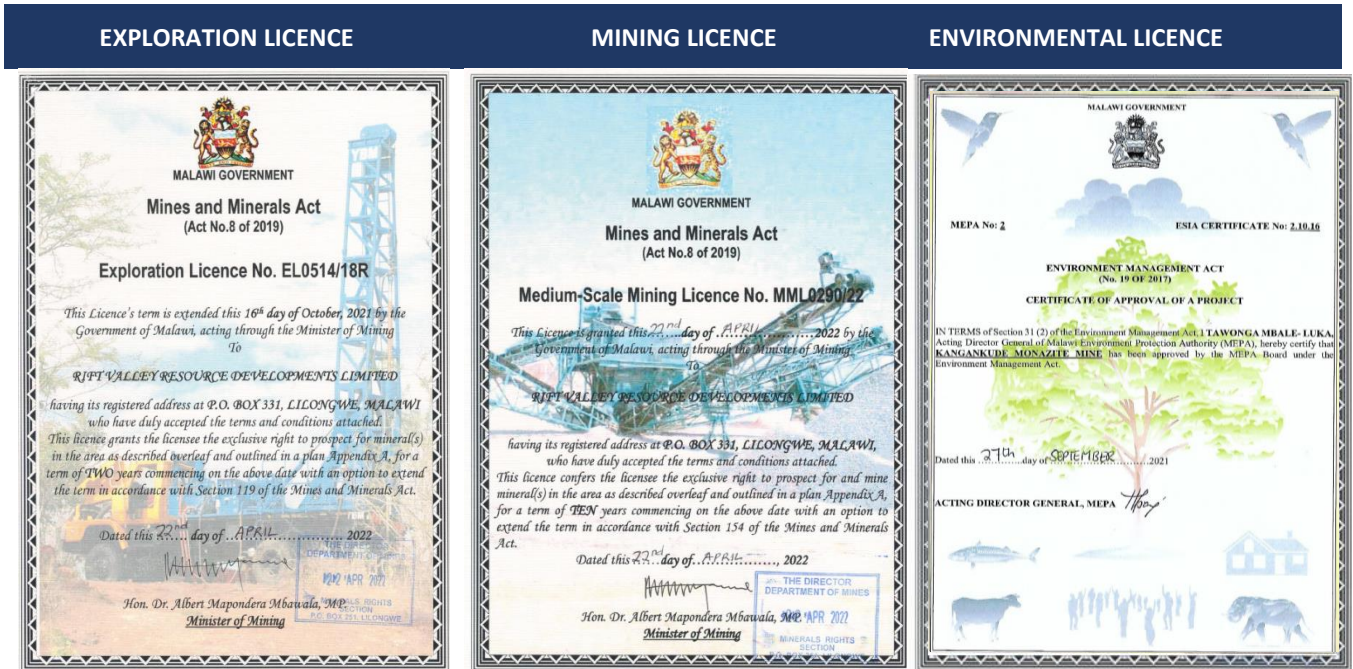 EXPLORATION LICENCE
MINING LICENCE
ENVIRONMENTAL LICENCE
MALAWI GOVERNMENT
Mines and Minerals Act
(Act No.8 of 2019)
Exploration Licence No. EL0514/18R
This Licence's term is extended this 16th day of October, 2021 by the
Government of Malawi, acting through the Minister of Mining
To
RIFT VALLEY RESOURCE DEVELOPMENTS LIMITED
having its registered address at P.O. BOX 331, LILONGWE, MALAWI
who have duly accepted the terms and conditions attached.
This licence grants the licensee the exclusive right to prospect for mineral(s)
in the area as described overleaf and outlined in a plan Appendix A, for a
term of TWO years commencing on the above date with an option to extend
the term in accordance with Section 119 of the Mines and Minerals Act.
Dated this 22nd day of APRIL 2022
THE DIRECTOR
DEPARTMENT OF MINES
APR 2022
MINERALS RIGHTS
SECTION
P.O. BOX 251, LILONGWE
Hon. Dr. Albert Mapondera Mbawala, MP.
Minister of Mining
MALAWI GOVERNMENT
Mines and Minerals Act
(Act No.8 of 2019)
Medium-Scale Mining Licence No. MML0290/22
This Licence is granted this 22nd day of APRIL 2022 by the
Government of Malawi, acting through the Minister of Mining
To
RIFT VALLEY RESOURCE DEVELOPMENTS LIMITED
having its registered address at P.O. BOX 331, LILONGWE, MALAWI,
who have duly accepted the terms and conditions attached.
This licence confers the licensee the exclusive right to prospect for and mine
mineral(s) in the area as described overleaf and outlined in a plan Appendix A,
for a term of TEN years commencing on the above date with an option to
extend the term in accordance with Section 154 of the Mines and Minerals
Act.
Dated this 22nd day of APRIL, 2022
THE DIRECTOR
DEPARTMENT OF MINES
APR 2022
MINERALS RIGHTS
SECTION
Hon. Dr. Albert Mapondera Mbawala, MP.
Minister of Mining
MALAWI GOVERNMENT
MEPA No: 2
ESIA CERTIFICATE No: 2.10.16
ENVIRONMENT MANAGEMENT ACT
(No. 19 OF 2017)
CERTIFICATE OF APPROVAL OF A PROJECT
IN TERMS of Section 31 (2) of the Environment Management Act, I TAWONGA MBALE- LUKA,
Acting Director General of Malawi Environment Protection Authority (MEPA), hereby certify that
KANGANKUDE MONAZITE MINE has been approved by the MEPA Board under the
Environment Management Act.
Dated this 27th day of SEPTEMBER 2021
ACTING DIRECTOR GENERAL, MEPA